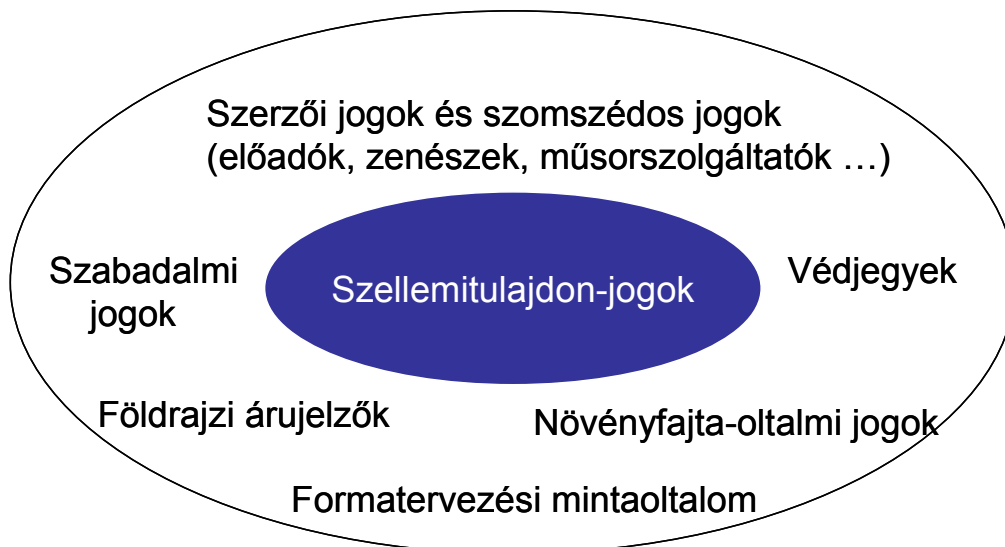 Szerzői jogok és szomszédos jogok
(előadók, zenészek, műsorszolgáltatók …)
Szabadalmi
jogok
Szellemitulajdon-jogok
Védjegyek
Földrajzi árujelzők
Növényfajta-oltalmi jogok
Formatervezési mintaoltalom